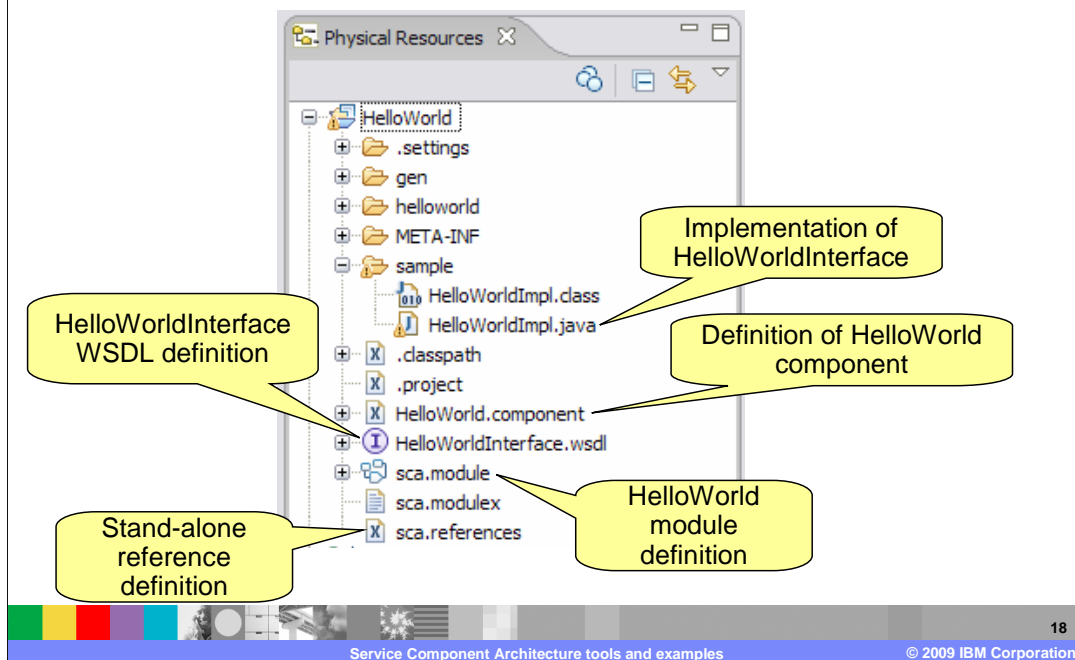 Physical Resources
HelloWorld
.settings
gen
helloworld
META-INF
sample
HelloWorldImpl.class
HelloWorldImpl.java
.classpath
.project
HelloWorld.component
HelloWorldInterface.wsdl
sca.module
sca.modulex
sca.references
Implementation of
HelloWorldInterface
HelloWorldInterface
WSDL definition
Definition of HelloWorld
component
HelloWorld
module
definition
Stand-alone
reference
definition
18
Service Component Architecture tools and examples
© 2009 IBM Corporation